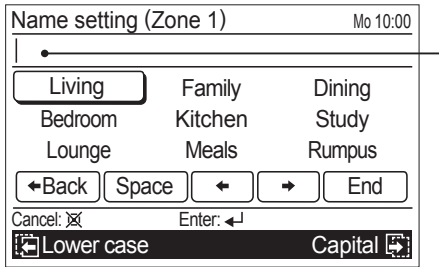 Name setting (Zone 1) Mo 10:00
Living Family Dining
Bedroom Kitchen Study
Lounge Meals Rumpus
←Back Space ← → End
Cancel: Enter: ↵
Lower case Capital